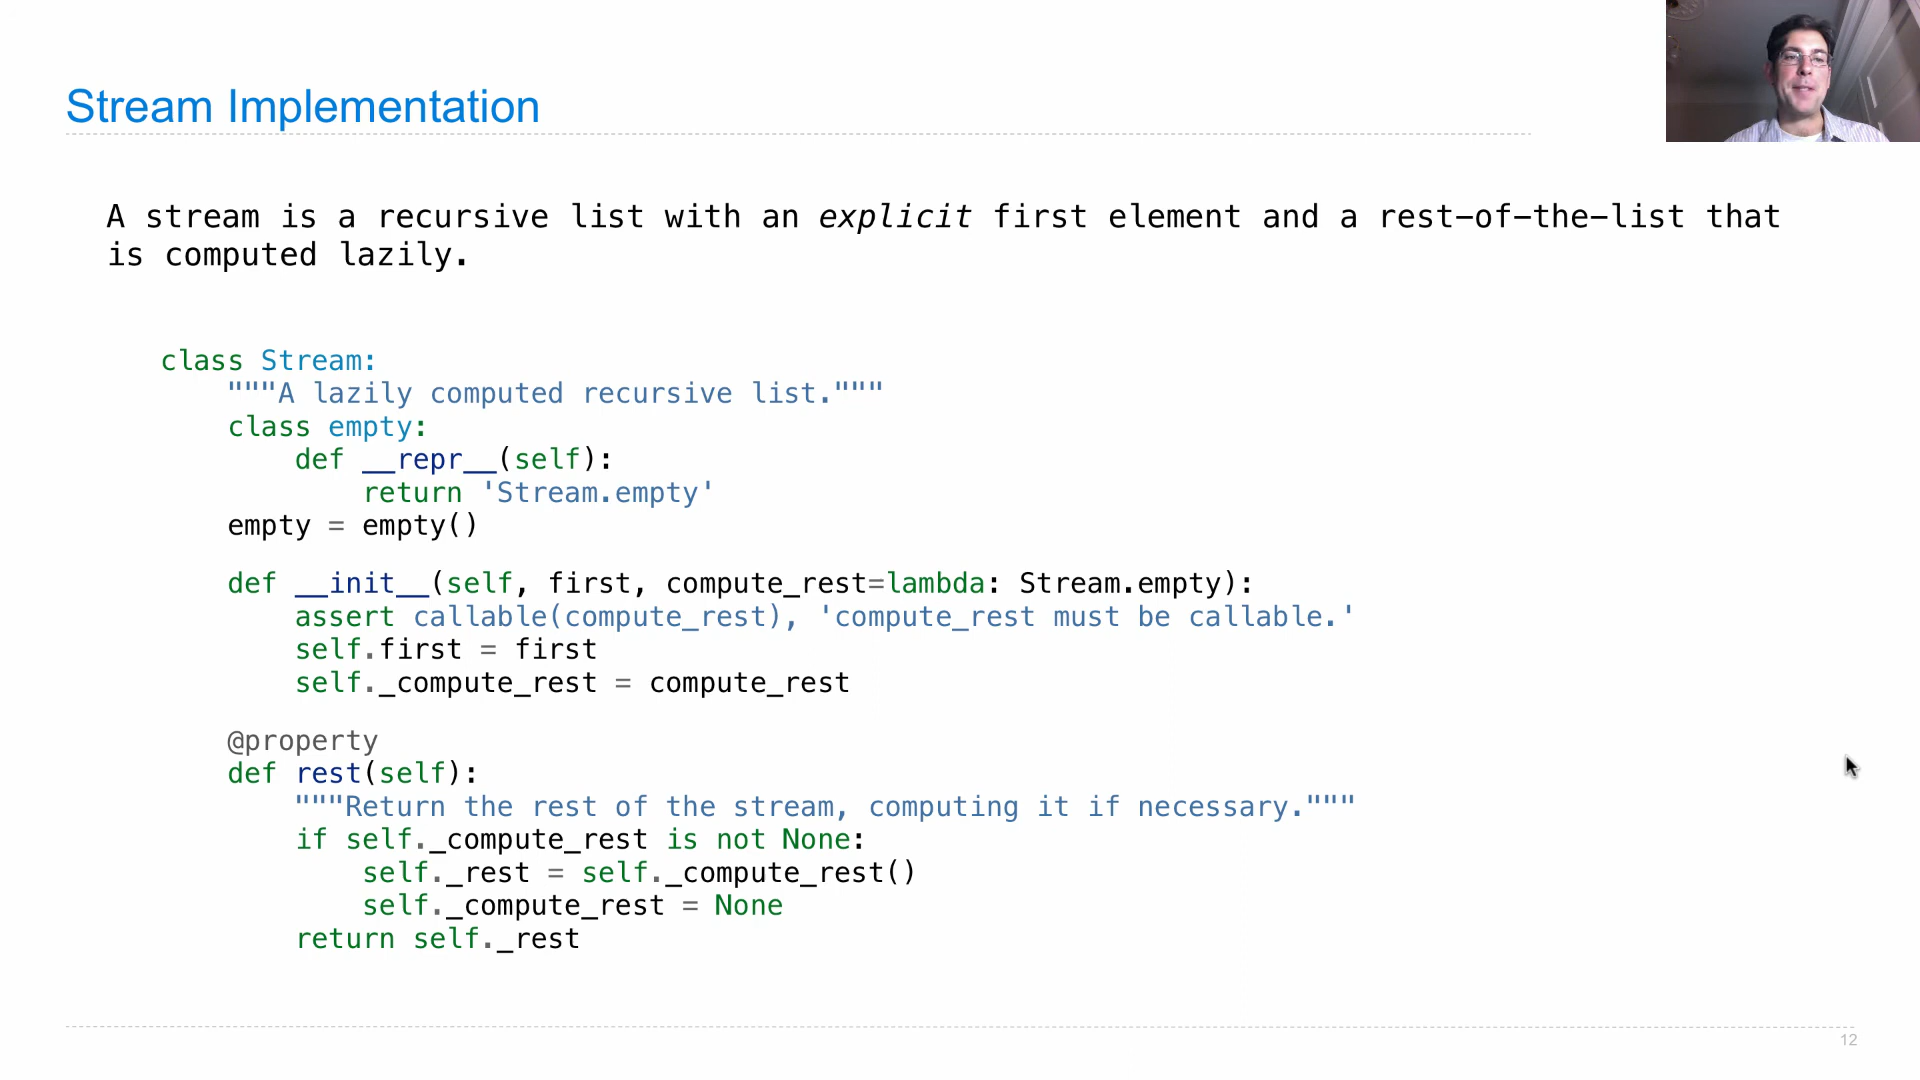 Stream Implementation
A stream is a recursive list with an explicit first element and a rest-of-the-list that
is computed lazily.
class Stream:
    """A lazily computed recursive list."""
    class empty:
        def __repr__(self):
            return 'Stream.empty'
    empty = empty()
    def __init__(self, first, compute_rest=lambda: Stream.empty):
        assert callable(compute_rest), 'compute_rest must be callable.'
        self.first = first
        self._compute_rest = compute_rest
    @property
    def rest(self):
        """Return the rest of the stream, computing it if necessary."""
        if self._compute_rest is not None:
            self._rest = self._compute_rest()
            self._compute_rest = None
        return self._rest
12